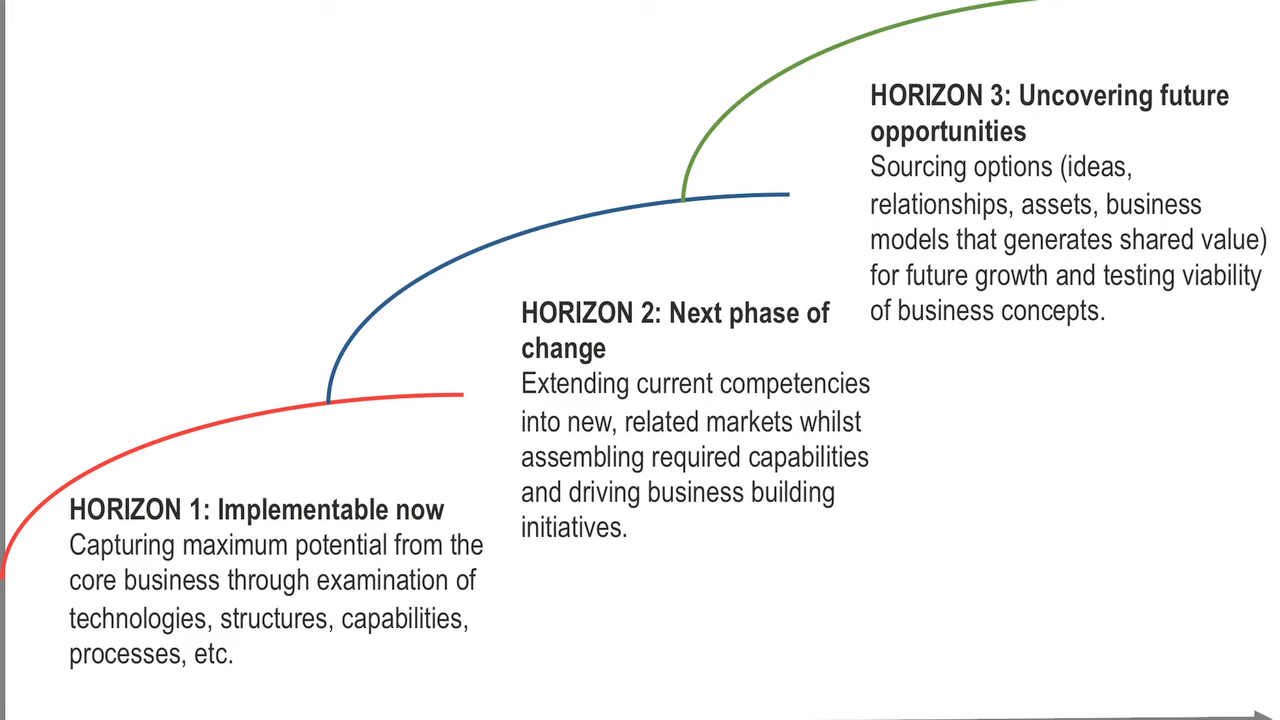 HORIZON 3: Uncovering future
opportunities
Sourcing options (ideas,
relationships, assets, business
models that generates shared value)
for future growth and testing viability
of business concepts.
HORIZON 2: Next phase of
change
Extending current competencies
into new, related markets whilst
assembling required capabilities
and driving business building
initiatives.
HORIZON 1: Implementable now
Capturing maximum potential from the
core business through examination of
technologies, structures, capabilities,
processes, etc.